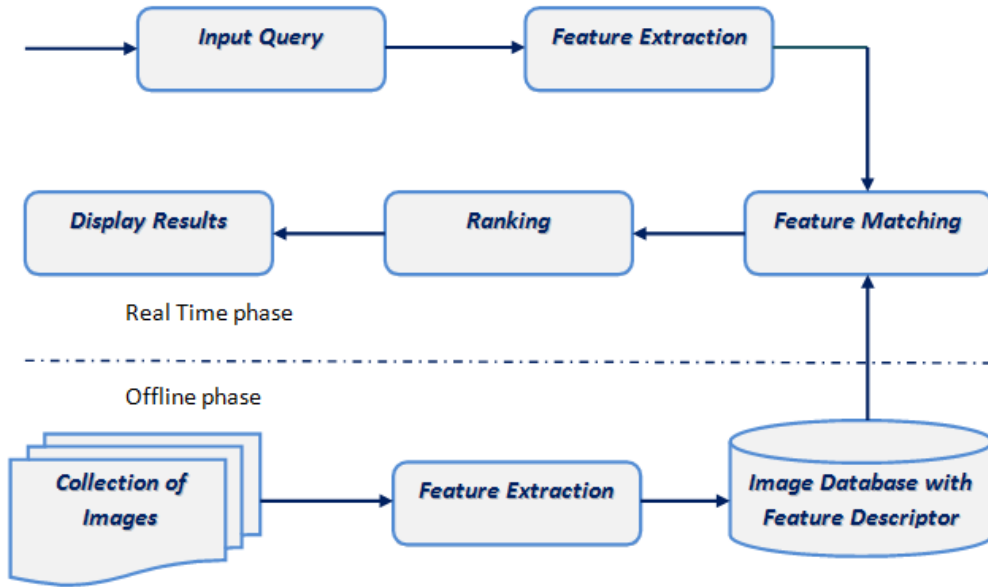 Input Query
Feature Extraction
Display Results
Ranking
Feature Matching
Real Time phase
Offline phase
Collection of
Images
Feature Extraction
Image Database with
Feature Descriptor